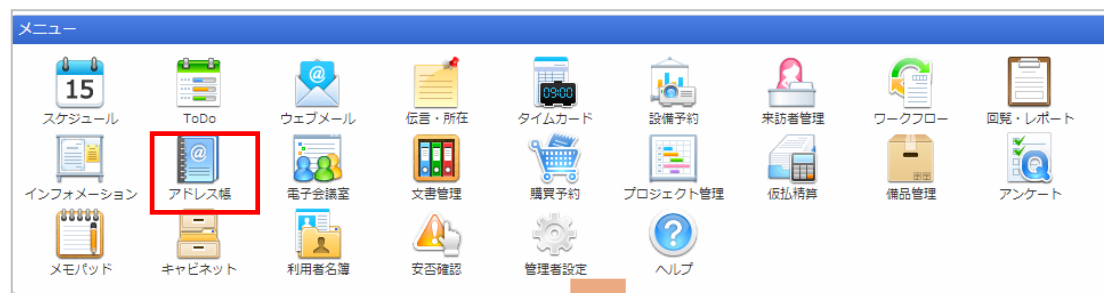 メニュー
15
スケジュール
ToDo
@
ウェブメール
伝言・所在
09:00
タイムカード
設備予約
来訪者管理
ワークフロー
回覧・レポート
インフォメーション
@
アドレス帳
電子会議室
文書管理
購買予約
プロジェクト管理
仮払精算
備品管理
Q
アンケート
メモパッド
キャビネット
利用者名簿
安否確認
管理者設定
?
ヘルプ